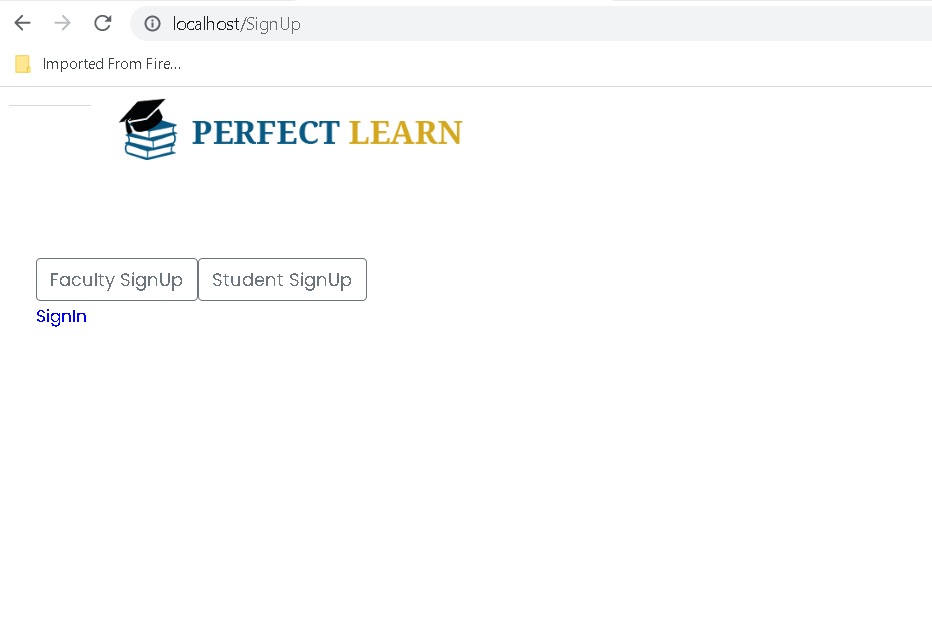 localhost/SignUp
Imported From Fire...
PERFECT LEARN
Faculty SignUp Student SignUp
SignIn